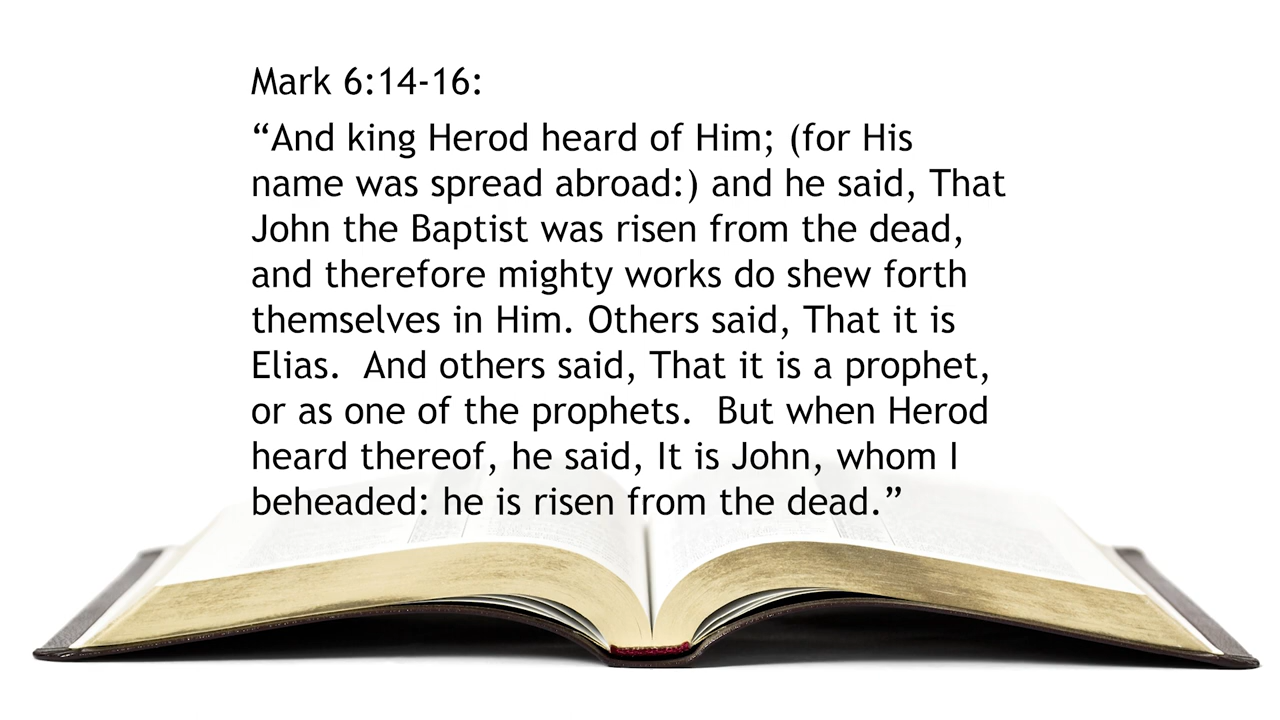 Mark 6:14-16:
“And king Herod heard of Him; (for His
name was spread abroad:) and he said, That
John the Baptist was risen from the dead,
and therefore mighty works do shew forth
themselves in Him. Others said, That it is
Elias.  And others said, That it is a prophet,
or as one of the prophets.  But when Herod
heard thereof, he said, It is John, whom I
beheaded: he is risen from the dead.”